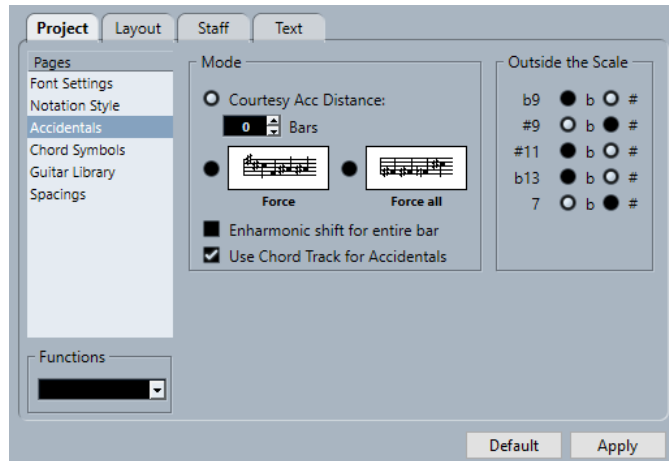 Project Layout Staff Text
Pages
Font Settings
Notation Style
Accidentals
Chord Symbols
Guitar Library
Spacings
Functions
Mode
Courtesy Acc Distance:
0 Bars
Force Force all
Enharmonic shift for entire bar
Use Chord Track for Accidentals
Outside the Scale
b9 b #
#9 b #
#11 b #
b13 b #
7 b #
Default Apply